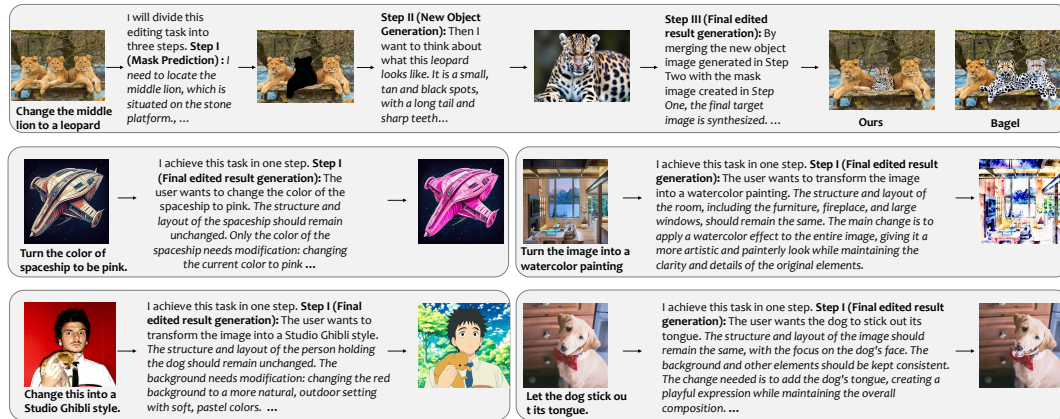 Change the middle
lion to a leopard
I will divide this
editing task into
three steps. Step I
(Mask Prediction) : I
need to locate the
middle lion, which is
situated on the stone
platform., …
Step II (New Object
Generation): Then I
want to think about
what this leopard
looks like. It is a small,
tan and black spots,
with a long tail and
sharp teeth…
Step III (Final edited
result generation): By
merging the new object
image generated in Step
Two with the mask
image created in Step
One, the final target
image is synthesized. …
Ours
Bagel
Turn the color of
spaceship to be pink.
I achieve this task in one step. Step I
(Final edited result generation): The
user wants to change the color of the
spaceship to pink. The structure and
layout of the spaceship should remain
unchanged. Only the color of the
spaceship needs modification: changing
the current color to pink …
Turn the image into a
watercolor painting
I achieve this task in one step. Step I (Final edited result
generation): The user wants to transform the image
into a watercolor painting. The structure and layout of the
room, including the furniture, fireplace, and large
windows, should remain the same. The main change is to
apply a watercolor effect to the entire image, giving it a
more artistic and painterly look while maintaining the
clarity and details of the original elements.
Change this into a
Studio Ghibli style.
I achieve this task in one step. Step I (Final
edited result generation): The user wants to
transform the image into a Studio Ghibli style.
The structure and layout of the person holding
the dog should remain unchanged. The
background needs modification: changing the red
background to a more natural, outdoor setting
with soft, pastel colors. …
Let the dog stick ou
t its tongue.
I achieve this task in one step. Step I (Final edited result
generation): The user wants the dog to stick out its
tongue. The structure and layout of the image should
remain the same, with the focus on the dog's face. The
background and other elements should be kept consistent.
The change needed is to add the dog's tongue, creating a
playful expression while maintaining the overall
composition. …